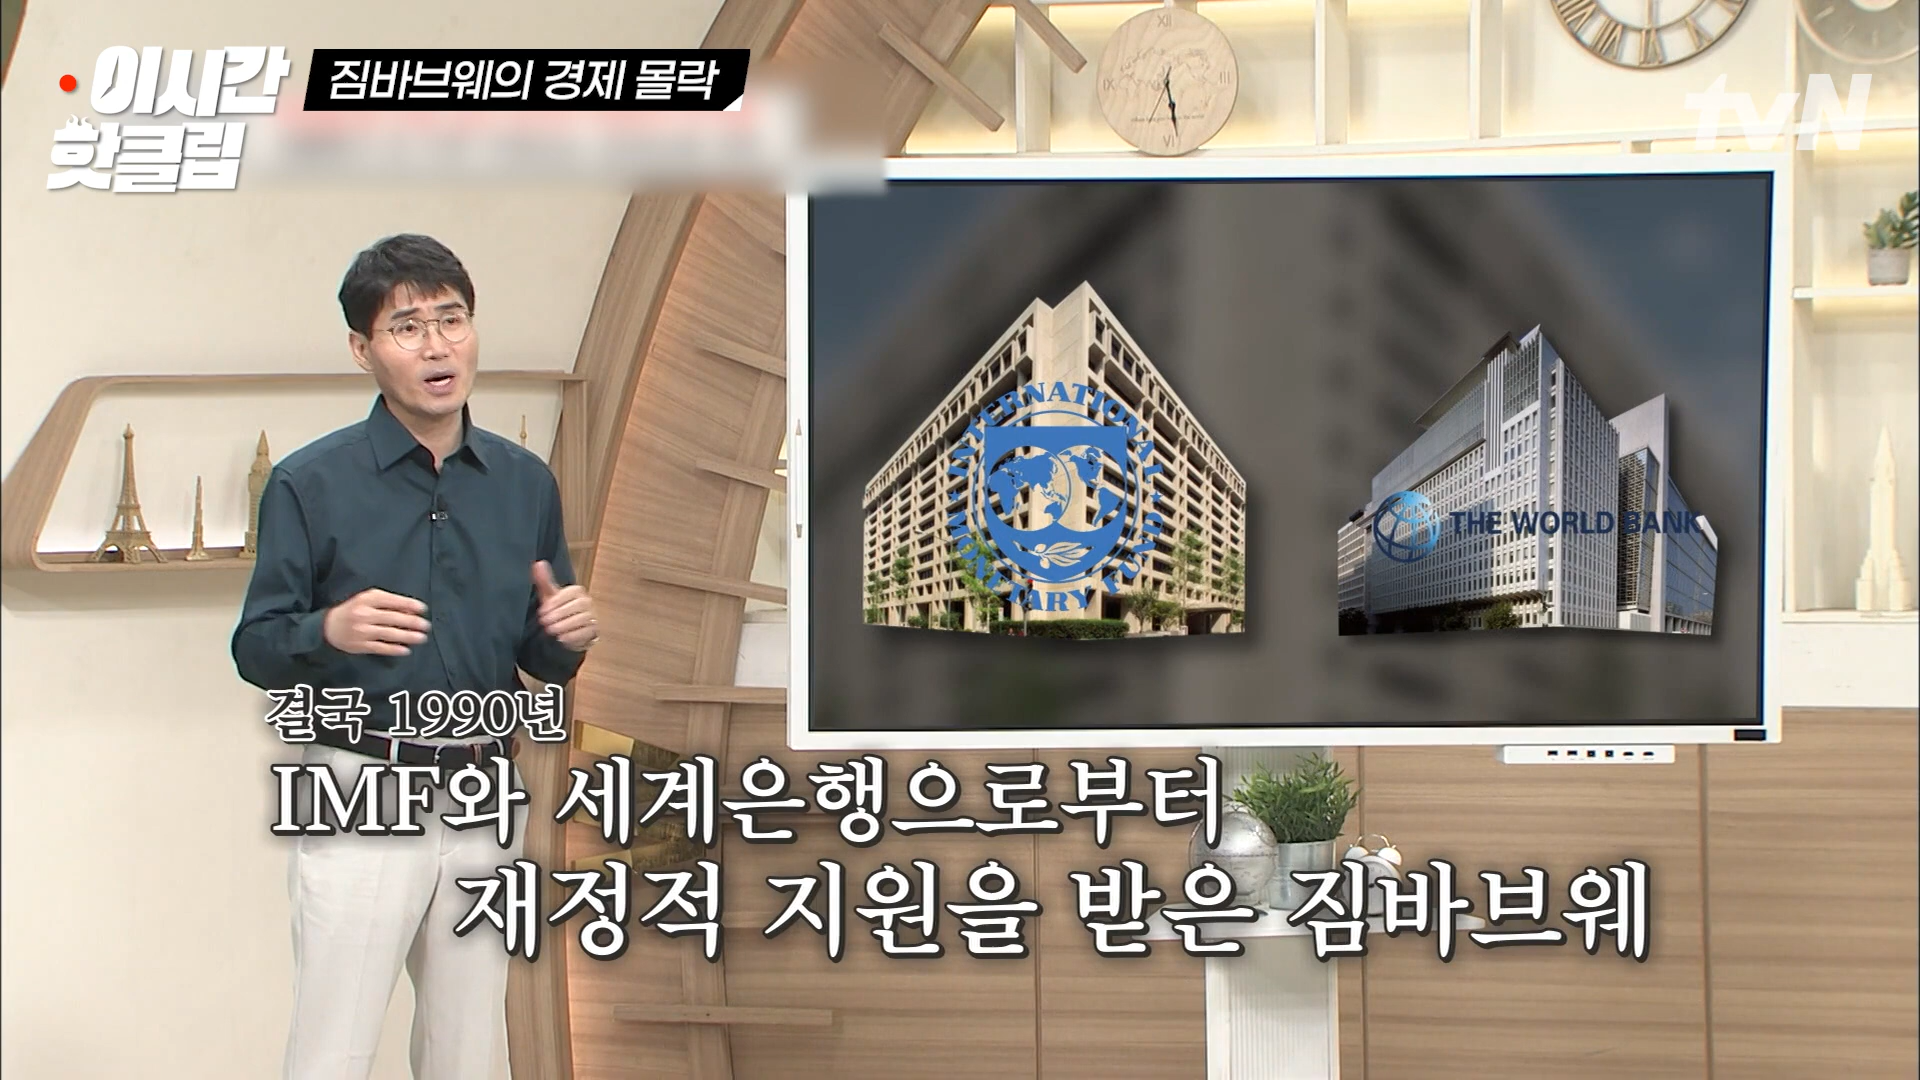 이시간
핫클립
짐바브웨의 경제 몰락
tvN
INTERNATIONAL
MONETARY FUND
THE WORLD BANK
결국 1990년
IMF와 세계은행으로부터
재정적 지원을 받은 짐바브웨